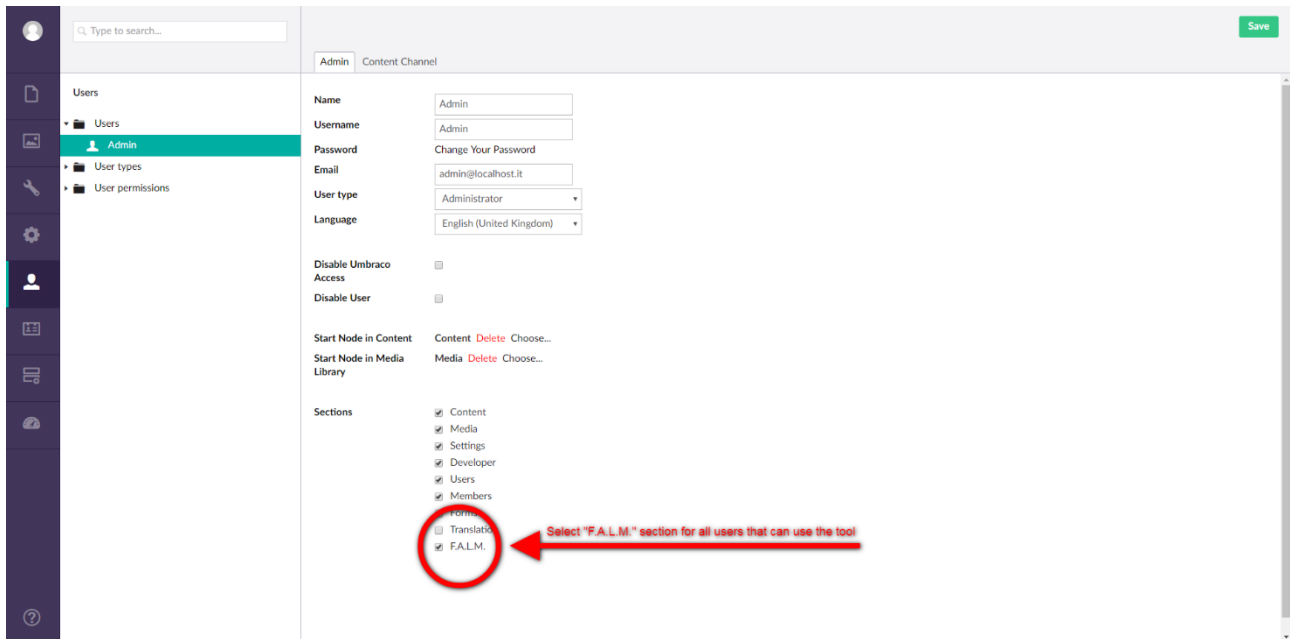 Type to search...
Save
Admin
Content Channel
Users
Users
Admin
User types
User permissions
Name
Admin
Username
Admin
Password
Change Your Password
Email
admin@localhost.it
User type
Administrator
Language
English (United Kingdom)
Disable Umbraco
Access
Disable User
Start Node in Content
Content Delete Choose...
Start Node in Media
Library
Media Delete Choose...
Sections
Content
Media
Settings
Developer
Users
Members
Forms
Translation
Select "F.A.L.M." section for all users that can use the tool
F.A.L.M.